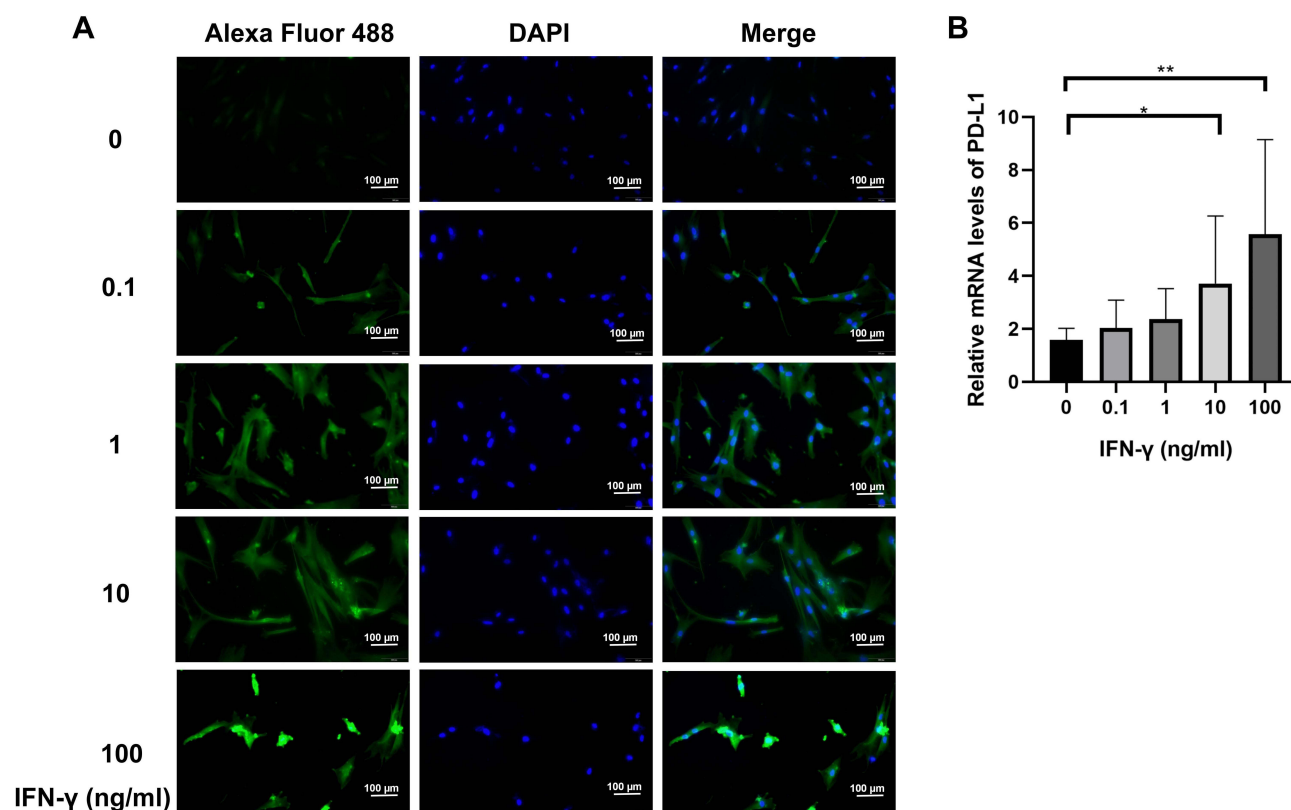 A
B
Alexa Fluor 488 DAPI Merge
0
100 µm 100 µm 100 µm
0.1
100 µm 100 µm 100 µm
1
100 µm 100 µm 100 µm
10
100 µm 100 µm 100 µm
100
100 µm 100 µm 100 µm
IFN-γ (ng/ml)
**
*
Relative mRNA levels of PD-L1
10
8
6
4
2
0
0 0.1 1 10 100
IFN-γ (ng/ml)